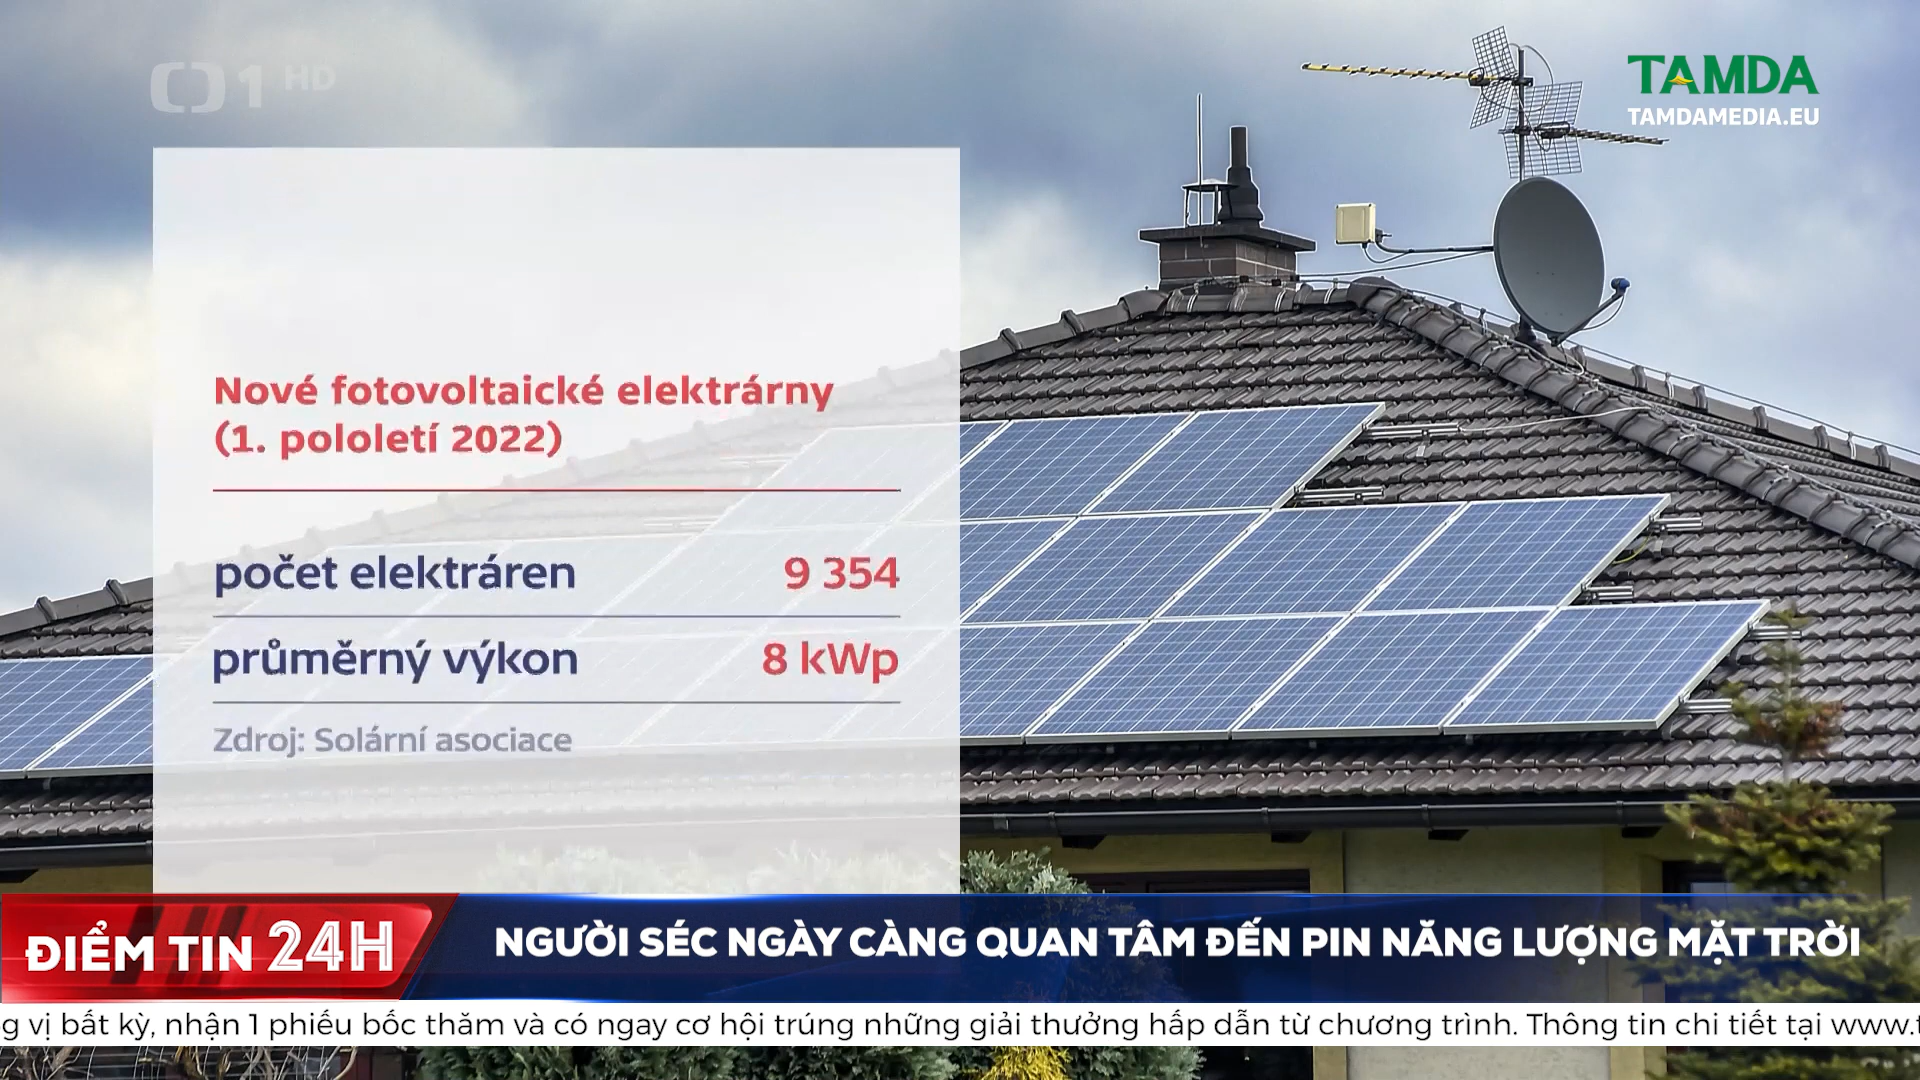 1 HD
TAMDA
TAMDAMEDIA.EU
Nové fotovoltaické elektrárny
(1. pololetí 2022)
počet elektráren 9 354
průměrný výkon 8 kWp
Zdroj: Solární asociace
ĐIỂM TIN 24H
NGƯỜI SÉC NGÀY CÀNG QUAN TÂM ĐẾN PIN NĂNG LƯỢNG MẶT TRỜI
g vị bất kỳ, nhận 1 phiếu bốc thăm và có ngay cơ hội trúng những giải thưởng hấp dẫn từ chương trình. Thông tin chi tiết tại www.t